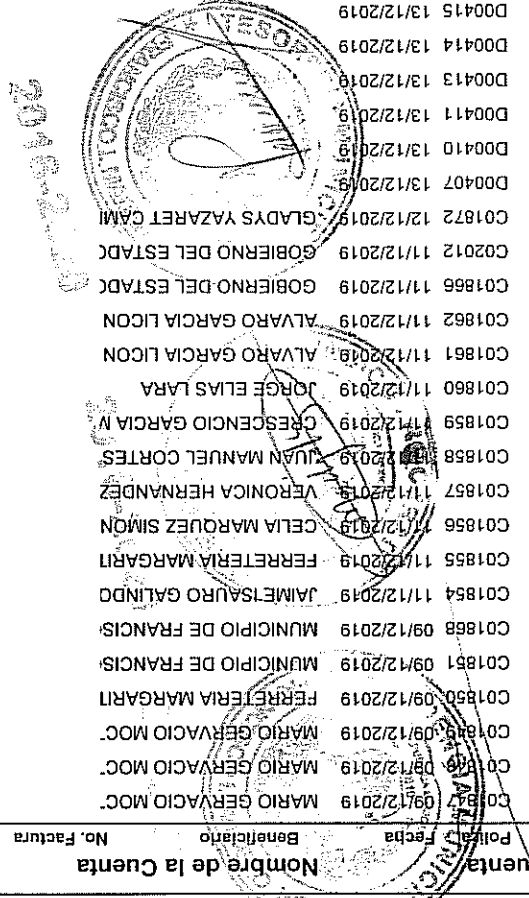 uenta Nombre de la Cuenta
Poliza Fecha Beneficiario No. Factura
C01847 09/12/2019 MARIO GERVACIO MOC
C01848 09/12/2019 MARIO GERVACIO MOC
C01849 09/12/2019 MARIO GERVACIO MOC
C01850 09/12/2019 FERRETERIA MARGARIT
C01851 09/12/2019 MUNICIPIO DE FRANCIS
C01868 09/12/2019 MUNICIPIO DE FRANCIS
C01854 11/12/2019 JAIMETSAURO GALINDO
C01855 11/12/2019 FERRETERIA MARGARIT
C01856 11/12/2019 CELIA MARQUEZ SIMON
C01857 11/12/2019 VERONICA HERNANDEZ
C01858 11/12/2019 JUAN MANUEL CORTES
C01859 11/12/2019 CRESCENCIO GARCIA M
C01860 11/12/2019 JORGE ELIAS LARA
C01861 11/12/2019 ALVARO GARCIA LICON
C01862 11/12/2019 ALVARO GARCIA LICON
C01866 11/12/2019 GOBIERNO DEL ESTADO
C02012 11/12/2019 GOBIERNO DEL ESTADO
C01872 12/12/2019 GLADYS YAZARET CAMI
D00407 13/12/2019
D00410 13/12/2019
D00411 13/12/2019
D00413 13/12/2019
D00414 13/12/2019
D00415 13/12/2019